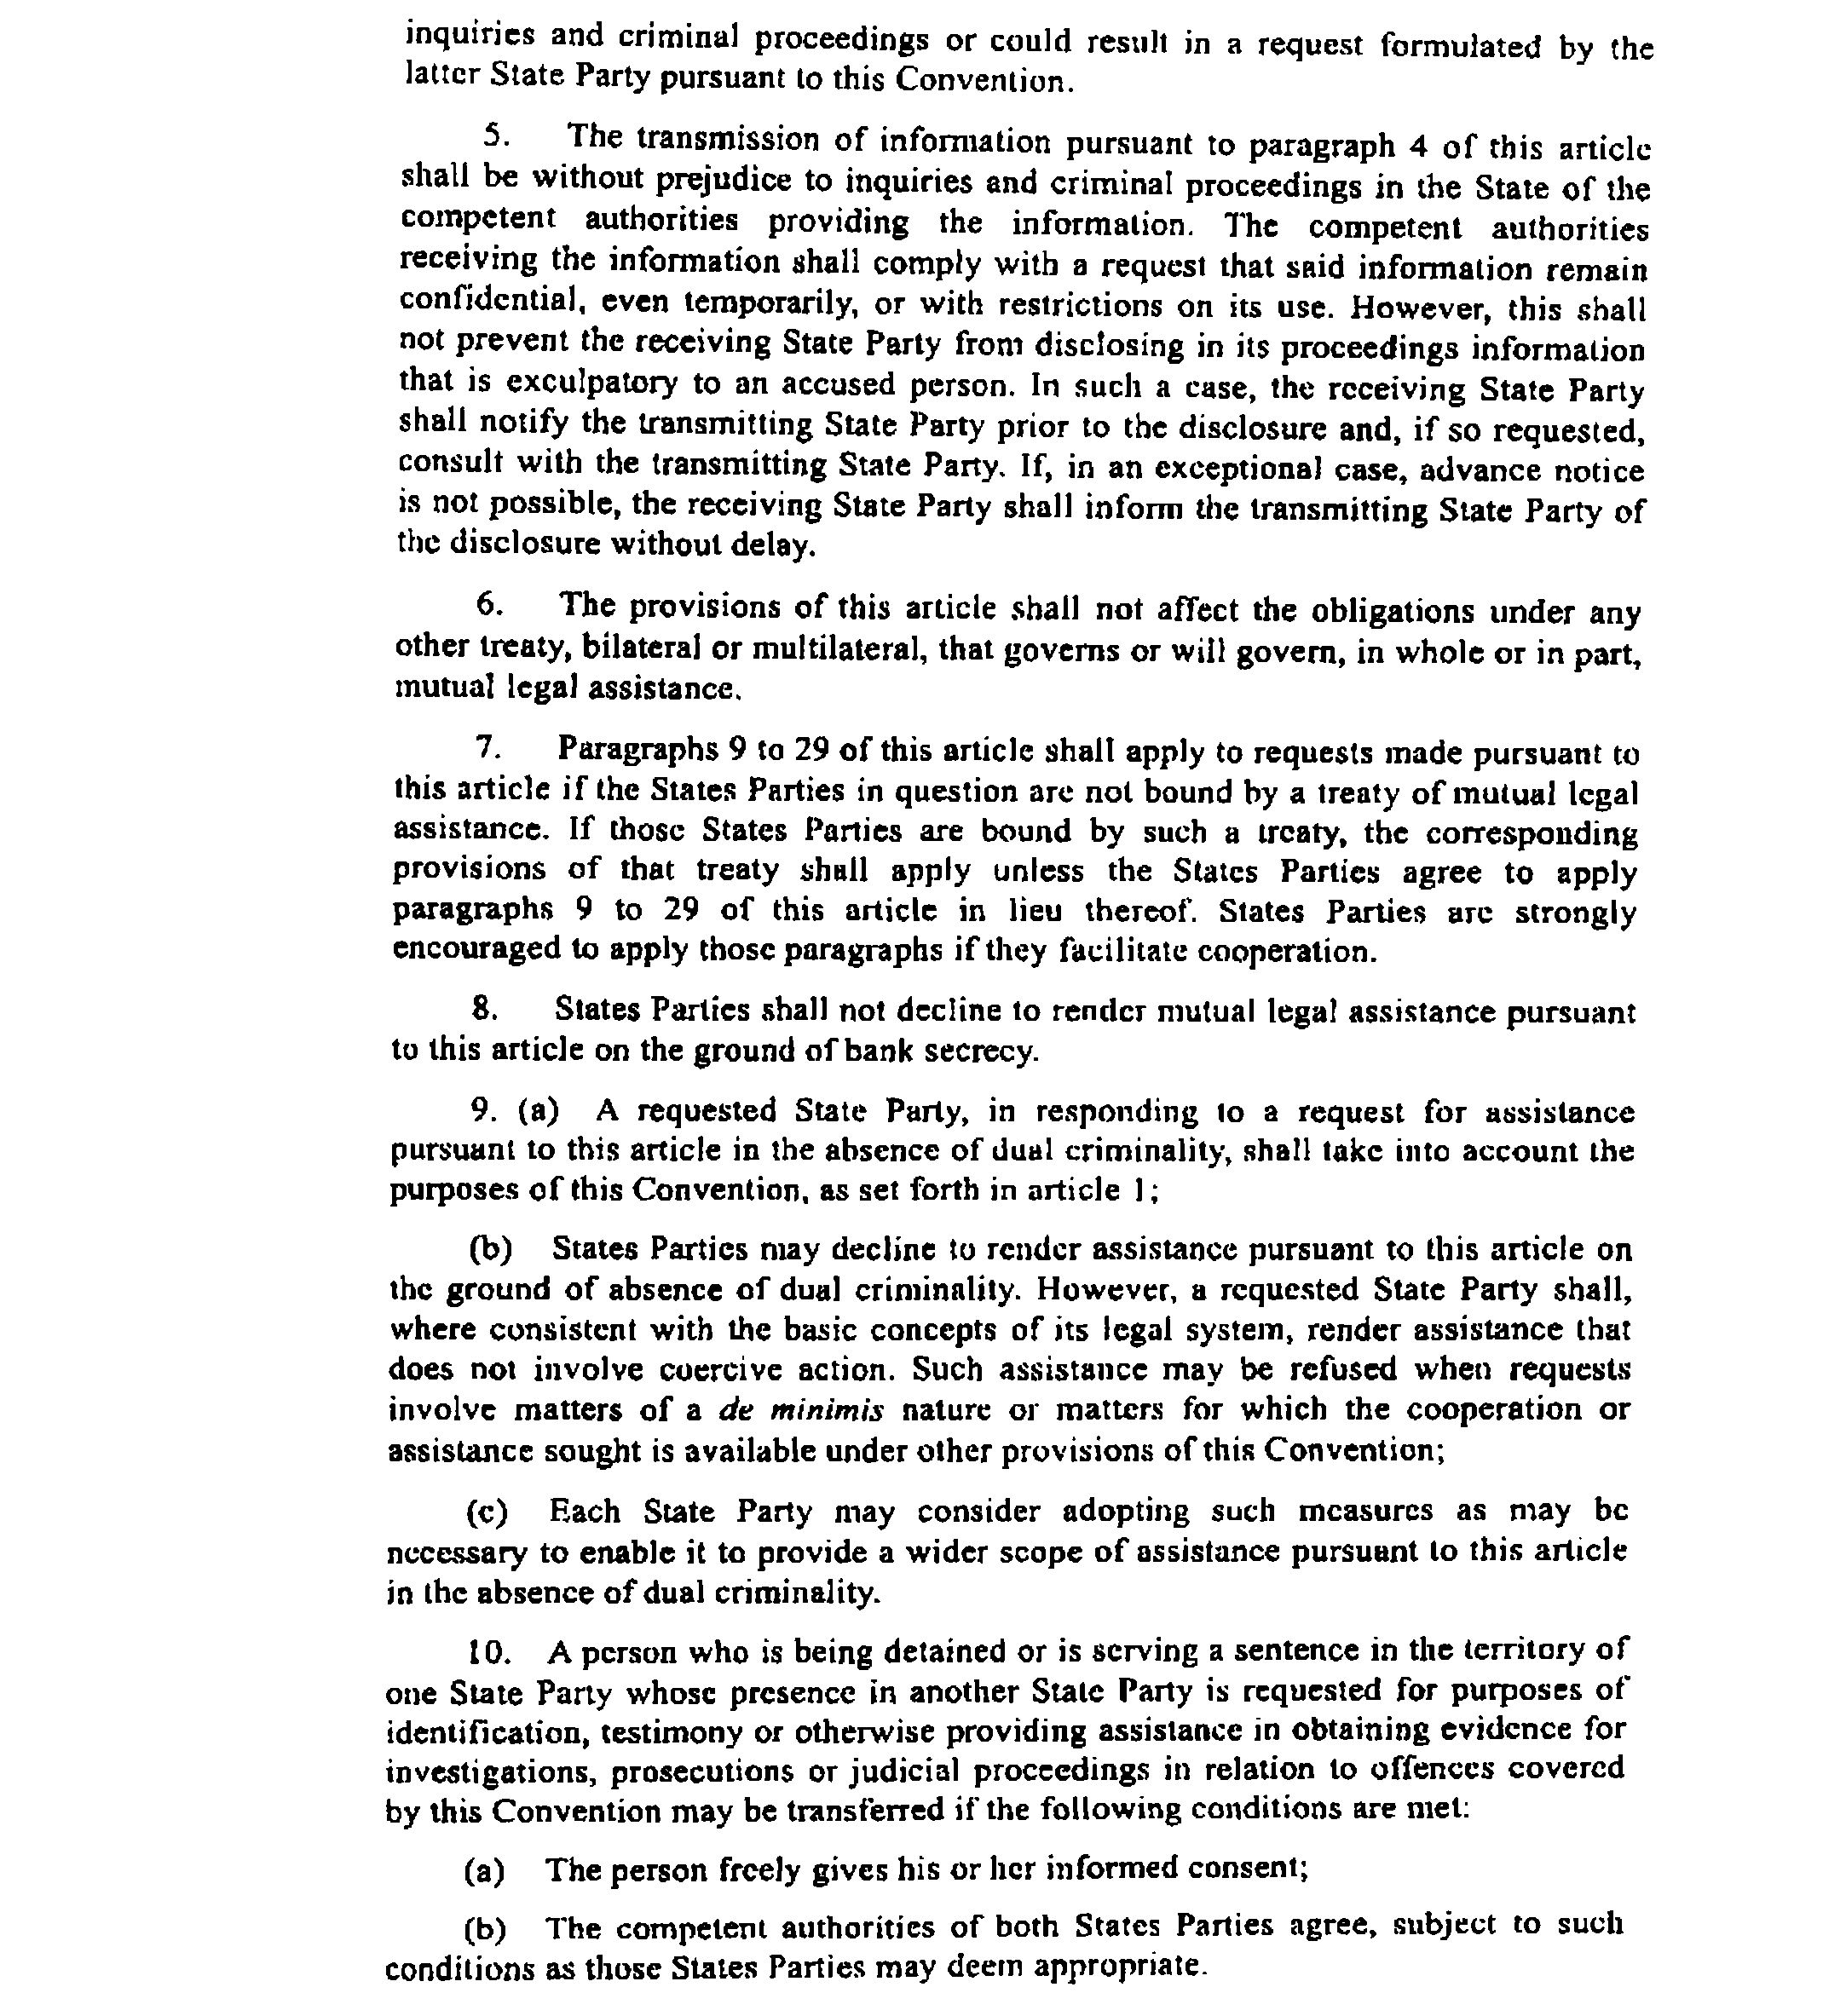 inquiries and criminal proceedings or could result in a request formulated by the
latter State Party pursuant to this Convention.
5. The transmission of information pursuant to paragraph 4 of this article
shall be without prejudice to inquiries and criminal proceedings in the State of the
competent authorities providing the information. The competent authorities
receiving the information shall comply with a request that said information remain
confidential, even temporarily, or with restrictions on its use. However, this shall
not prevent the receiving State Party from disclosing in its proceedings information
that is exculpatory to an accused person. In such a case, the receiving State Party
shall notify the transmitting State Party prior to the disclosure and, if so requested,
consult with the transmitting State Party. If, in an exceptional case, advance notice
is not possible, the receiving State Party shall inform the transmitting State Party of
the disclosure without delay.
6. The provisions of this article shall not affect the obligations under any
other treaty, bilateral or multilateral, that governs or will govern, in whole or in part,
mutual legal assistance.
7. Paragraphs 9 to 29 of this article shall apply to requests made pursuant to
this article if the States Parties in question are not bound by a treaty of mutual legal
assistance. If those States Parties are bound by such a treaty, the corresponding
provisions of that treaty shall apply unless the States Parties agree to apply
paragraphs 9 to 29 of this article in lieu thereof. States Parties are strongly
encouraged to apply those paragraphs if they facilitate cooperation.
8. States Parties shall not decline to render mutual legal assistance pursuant
to this article on the ground of bank secrecy.
9. (a) A requested State Party, in responding to a request for assistance
pursuant to this article in the absence of dual criminality, shall take into account the
purposes of this Convention, as set forth in article 1;
(b) States Parties may decline to render assistance pursuant to this article on
the ground of absence of dual criminality. However, a requested State Party shall,
where consistent with the basic concepts of its legal system, render assistance that
does not involve coercive action. Such assistance may be refused when requests
involve matters of a de minimis nature or matters for which the cooperation or
assistance sought is available under other provisions of this Convention;
(c) Each State Party may consider adopting such measures as may be
necessary to enable it to provide a wider scope of assistance pursuant to this article
in the absence of dual criminality.
10. A person who is being detained or is serving a sentence in the territory of
one State Party whose presence in another State Party is requested for purposes of
identification, testimony or otherwise providing assistance in obtaining evidence for
investigations, prosecutions or judicial proceedings in relation to offences covered
by this Convention may be transferred if the following conditions are met:
(a) The person freely gives his or her informed consent;
(b) The competent authorities of both States Parties agree, subject to such
conditions as those States Parties may deem appropriate.